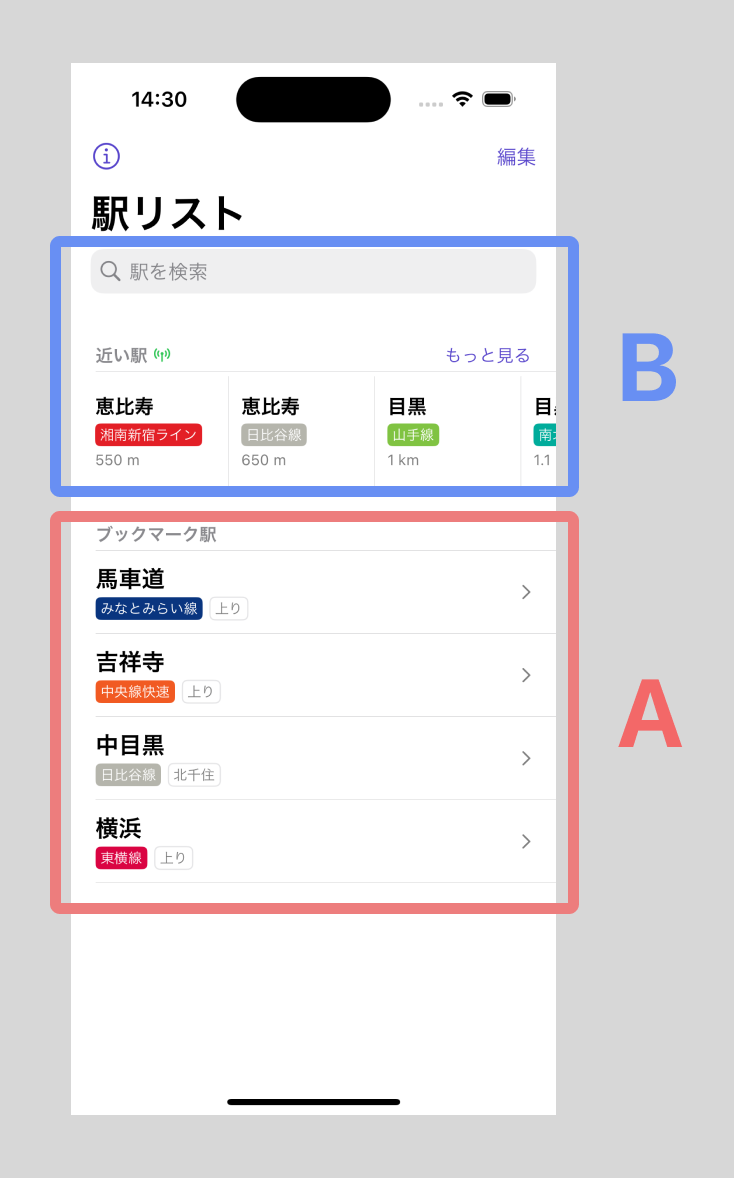 14:30
編集
駅リスト
駅を検索
近い駅 もっと見る
恵比寿 恵比寿 目黒
湘南新宿ライン 日比谷線 山手線 南
550 m 650 m 1 km 1.1
B
ブックマーク駅
馬車道
みなとみらい線 上り
吉祥寺
中央線快速 上り
A
中目黒
日比谷線 北千住
横浜
東横線 上り